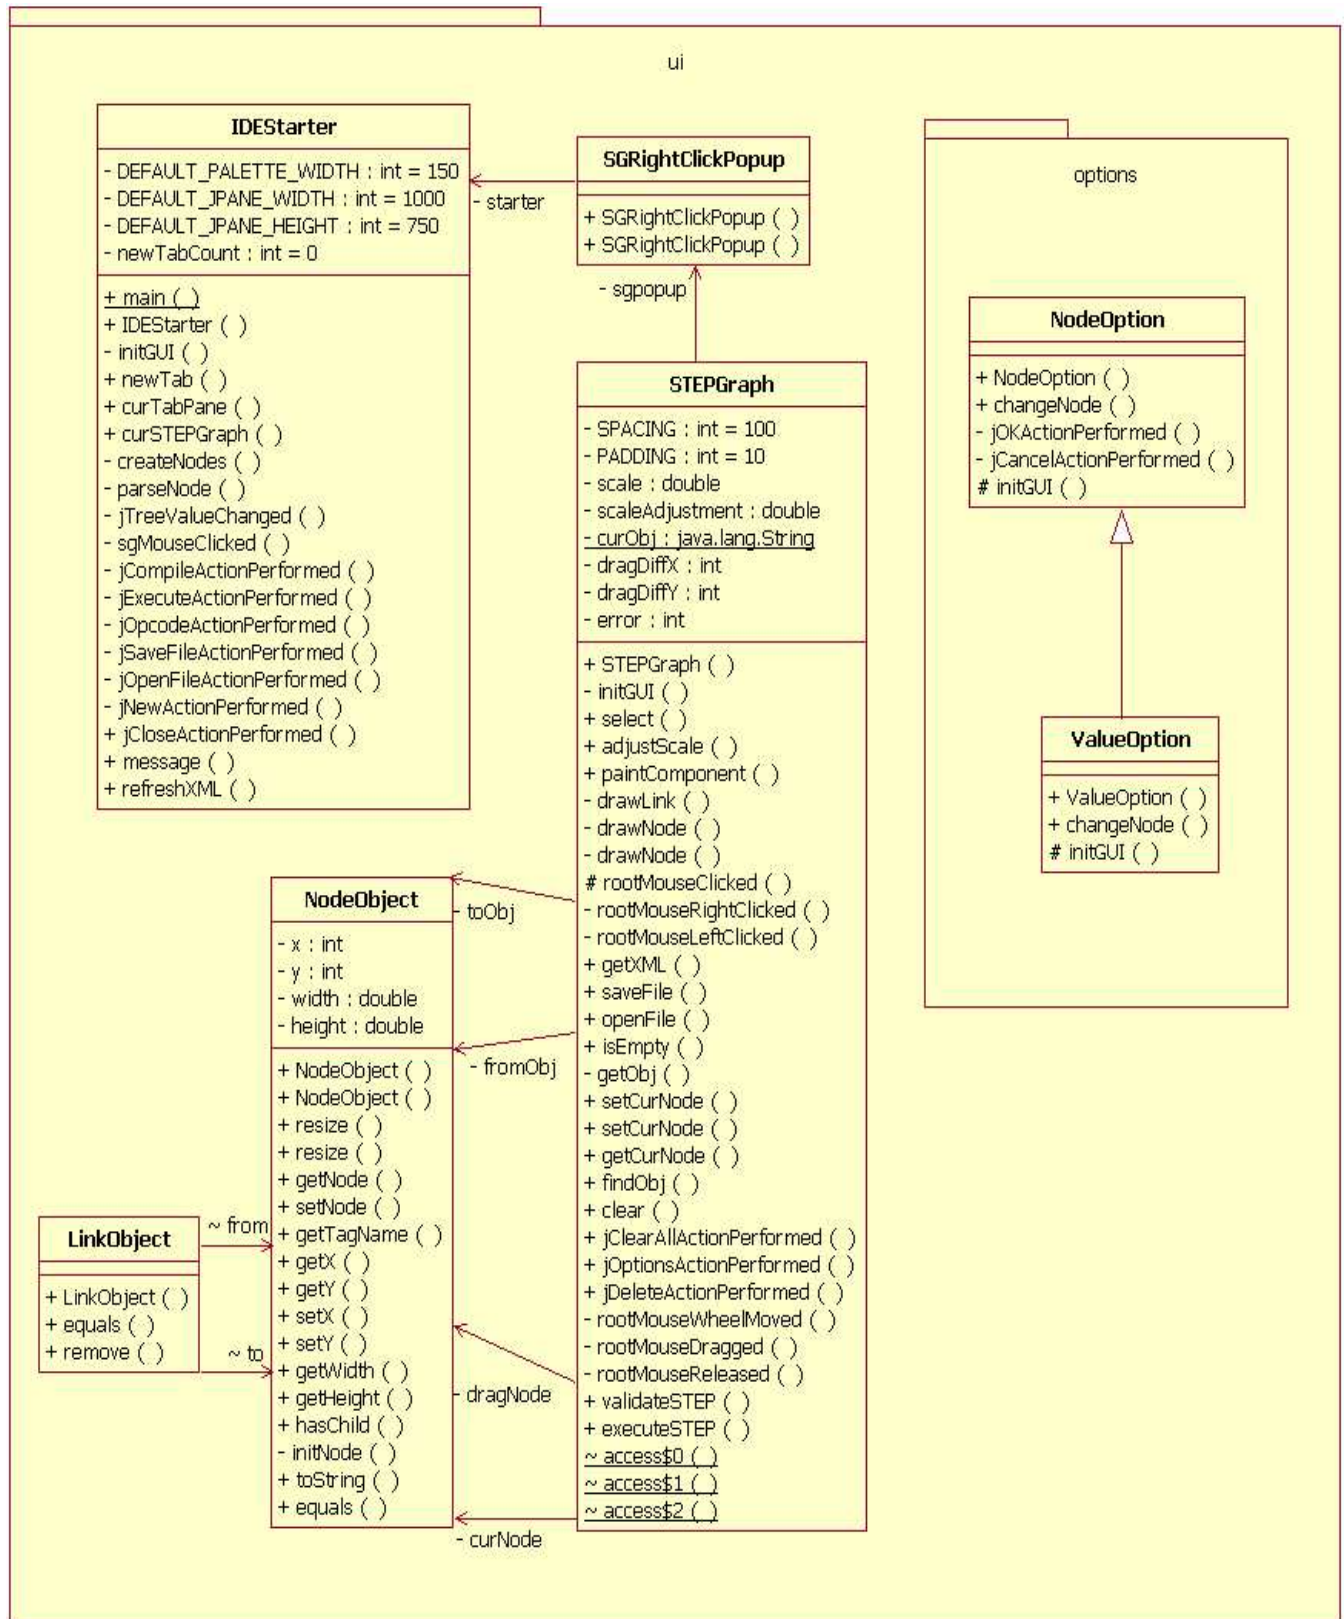 ui
IDEStarter
- DEFAULT_PALETTE_WIDTH : int = 150
- DEFAULT_JPANE_WIDTH : int = 1000
- DEFAULT_JPANE_HEIGHT : int = 750
- newTabCount : int = 0
+ main ( )
+ IDEStarter ( )
- initGUI ( )
+ newTab ( )
+ curTabPane ( )
+ curSTEPGraph ( )
- createNodes ( )
- parseNode ( )
- jTreeValueChanged ( )
- sgMouseClicked ( )
- jCompileActionPerformed ( )
- jExecuteActionPerformed ( )
- jOpcodeActionPerformed ( )
- jSaveFileActionPerformed ( )
- jOpenFileActionPerformed ( )
- jNewActionPerformed ( )
+ jCloseActionPerformed ( )
+ message ( )
+ refreshXML ( )
- starter
SGRightClickPopup
+ SGRightClickPopup ( )
+ SGRightClickPopup ( )
- sgpopup
STEPGraph
- SPACING : int = 100
- PADDING : int = 10
- scale : double
- scaleAdjustment : double
- curObj : java.lang.String
- dragDiffX : int
- dragDiffY : int
- error : int
+ STEPGraph ( )
- initGUI ( )
+ select ( )
+ adjustScale ( )
+ paintComponent ( )
- drawLink ( )
- drawNode ( )
- drawNode ( )
# rootMouseClicked ( )
- rootMouseRightClicked ( )
- rootMouseLeftClicked ( )
+ getXML ( )
+ saveFile ( )
+ openFile ( )
+ isEmpty ( )
- getObj ( )
+ setCurNode ( )
+ setCurNode ( )
+ getCurNode ( )
+ findObj ( )
+ clear ( )
+ jClearAllActionPerformed ( )
+ jOptionsActionPerformed ( )
+ jDeleteActionPerformed ( )
- rootMouseWheelMoved ( )
- rootMouseDragged ( )
- rootMouseReleased ( )
+ validateSTEP ( )
+ executeSTEP ( )
~ access$0 ( )
~ access$1 ( )
~ access$2 ( )
options
NodeOption
+ NodeOption ( )
+ changeNode ( )
- jOKActionPerformed ( )
- jCancelActionPerformed ( )
# initGUI ( )
ValueOption
+ ValueOption ( )
+ changeNode ( )
# initGUI ( )
NodeObject
- x : int
- y : int
- width : double
- height : double
+ NodeObject ( )
+ NodeObject ( )
+ resize ( )
+ resize ( )
+ getNode ( )
+ setNode ( )
+ getTagName ( )
+ getX ( )
+ getY ( )
+ setX ( )
+ setY ( )
+ getWidth ( )
+ getHeight ( )
+ hasChild ( )
- initNode ( )
+ toString ( )
+ equals ( )
- toObj
- fromObj
- dragNode
- curNode
LinkObject
+ LinkObject ( )
+ equals ( )
+ remove ( )
~ from
~ to